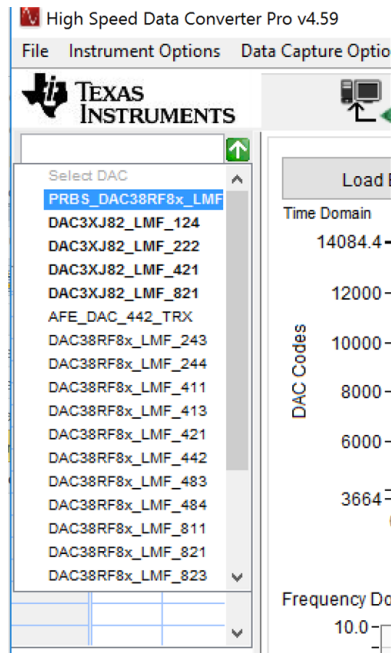 High Speed Data Converter Pro v4.59
File Instrument Options Data Capture Optio
TEXAS
INSTRUMENTS
Select DAC
PRBS_DAC38RF8x_LMF
DAC3XJ82_LMF_124
DAC3XJ82_LMF_222
DAC3XJ82_LMF_421
DAC3XJ82_LMF_821
AFE_DAC_442_TRX
DAC38RF8x_LMF_243
DAC38RF8x_LMF_244
DAC38RF8x_LMF_411
DAC38RF8x_LMF_413
DAC38RF8x_LMF_421
DAC38RF8x_LMF_442
DAC38RF8x_LMF_483
DAC38RF8x_LMF_484
DAC38RF8x_LMF_811
DAC38RF8x_LMF_821
DAC38RF8x_LMF_823
Load
Time Domain
14084.4
12000
10000
8000
6000
3664
DAC Codes
Frequency Do
10.0